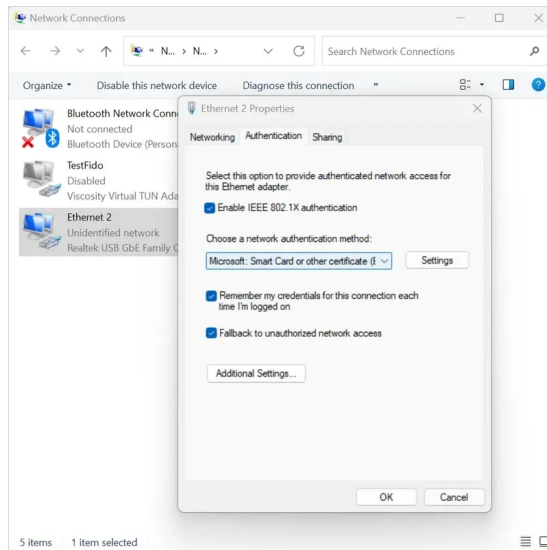 Network Connections
« N... › N... ›
Search Network Connections
Organize
Disable this network device
Diagnose this connection
»
Bluetooth Network Conn
Not connected
Bluetooth Device (Person
TestFido
Disabled
Viscosity Virtual TUN Ada
Ethernet 2
Unidentified network
Realtek USB GbE Family C
Ethernet 2 Properties
Networking
Authentication
Sharing
Select this option to provide authenticated network access for
this Ethernet adapter.
Enable IEEE 802.1X authentication
Choose a network authentication method:
Microsoft: Smart Card or other certificate (E
Settings
Remember my credentials for this connection each
time I'm logged on
Fallback to unauthorized network access
Additional Settings...
OK
Cancel
5 items
1 item selected